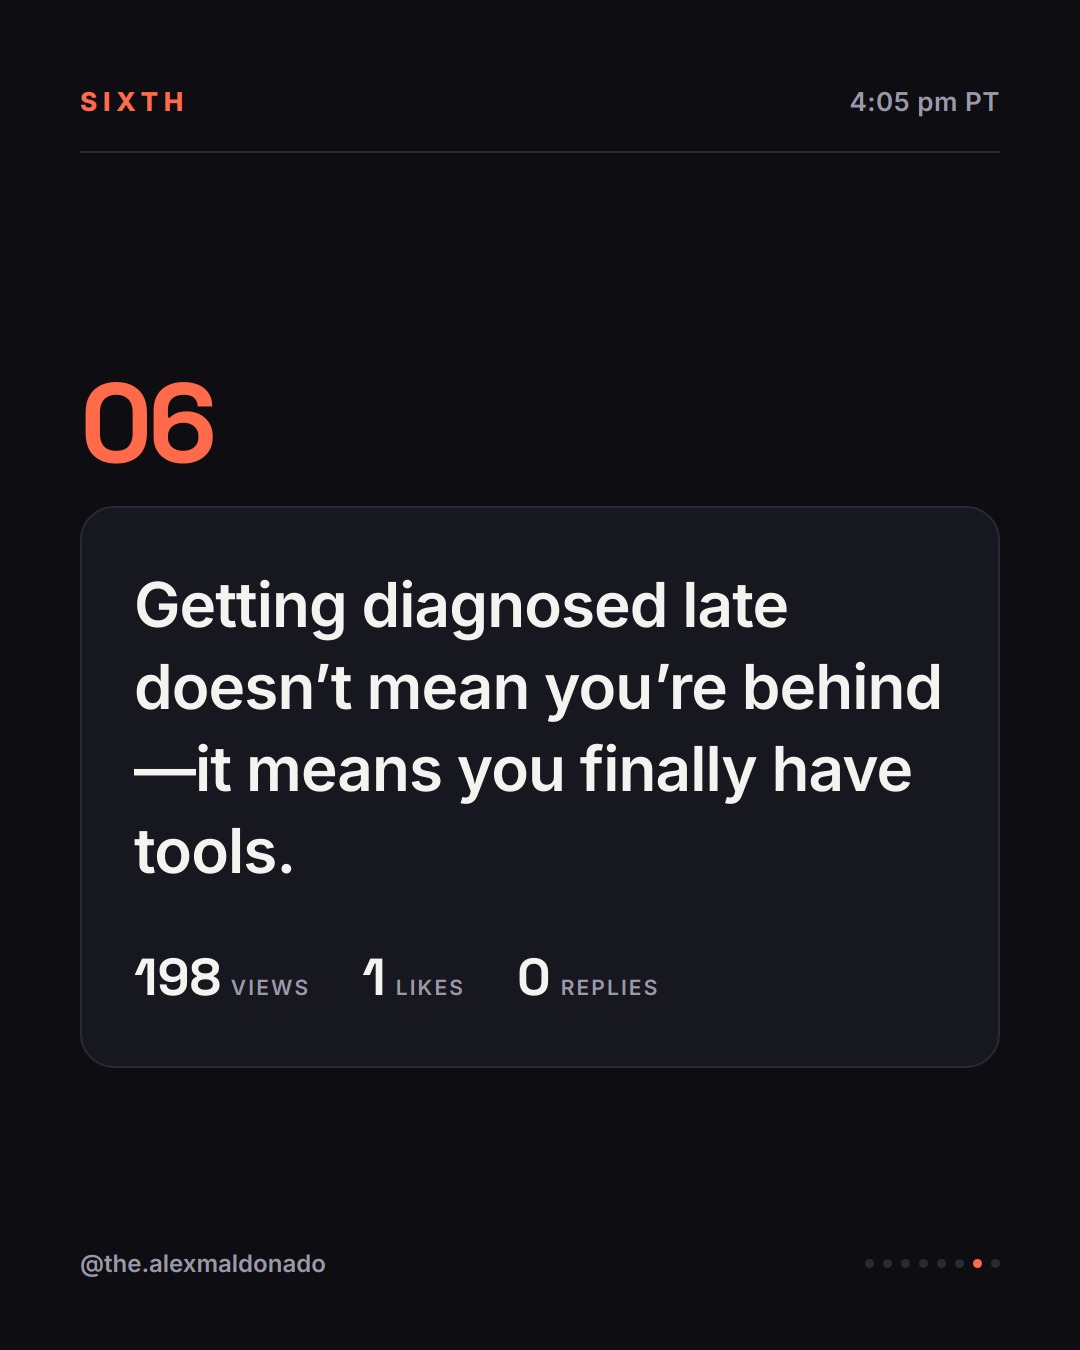 SIXTH
4:05 pm PT
06
Getting diagnosed late
doesn’t mean you’re behind
—it means you finally have
tools.
198 VIEWS 1 LIKES 0 REPLIES
@the.alexmaldonado